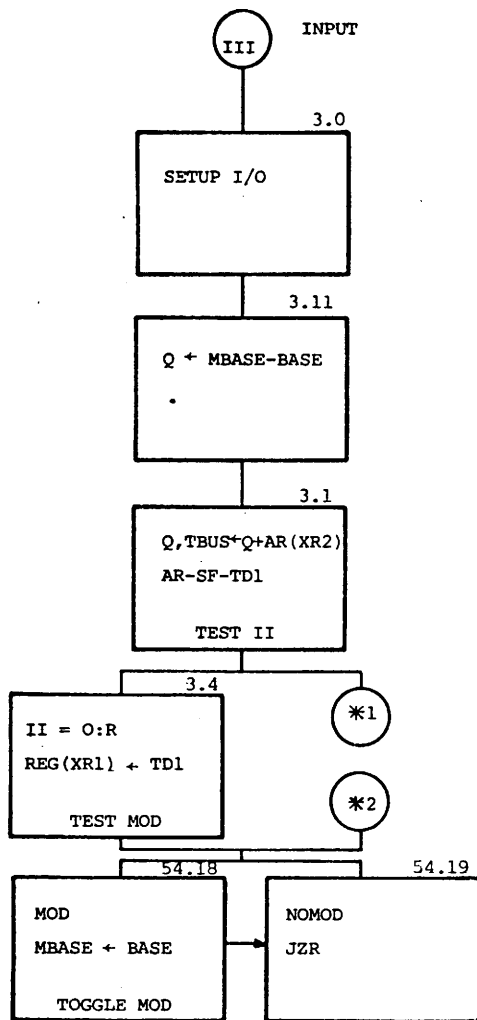 INPUT
III
3.0
SETUP I/O
3.11
Q ← MBASE-BASE
3.1
Q,TBUS←Q+AR(XR2)
AR-SF-TD1
TEST II
3.4
II = O:R
REG(XR1) ← TD1
TEST MOD
*1
*2
54.18
MOD
MBASE ← BASE
TOGGLE MOD
54.19
NOMOD
JZR